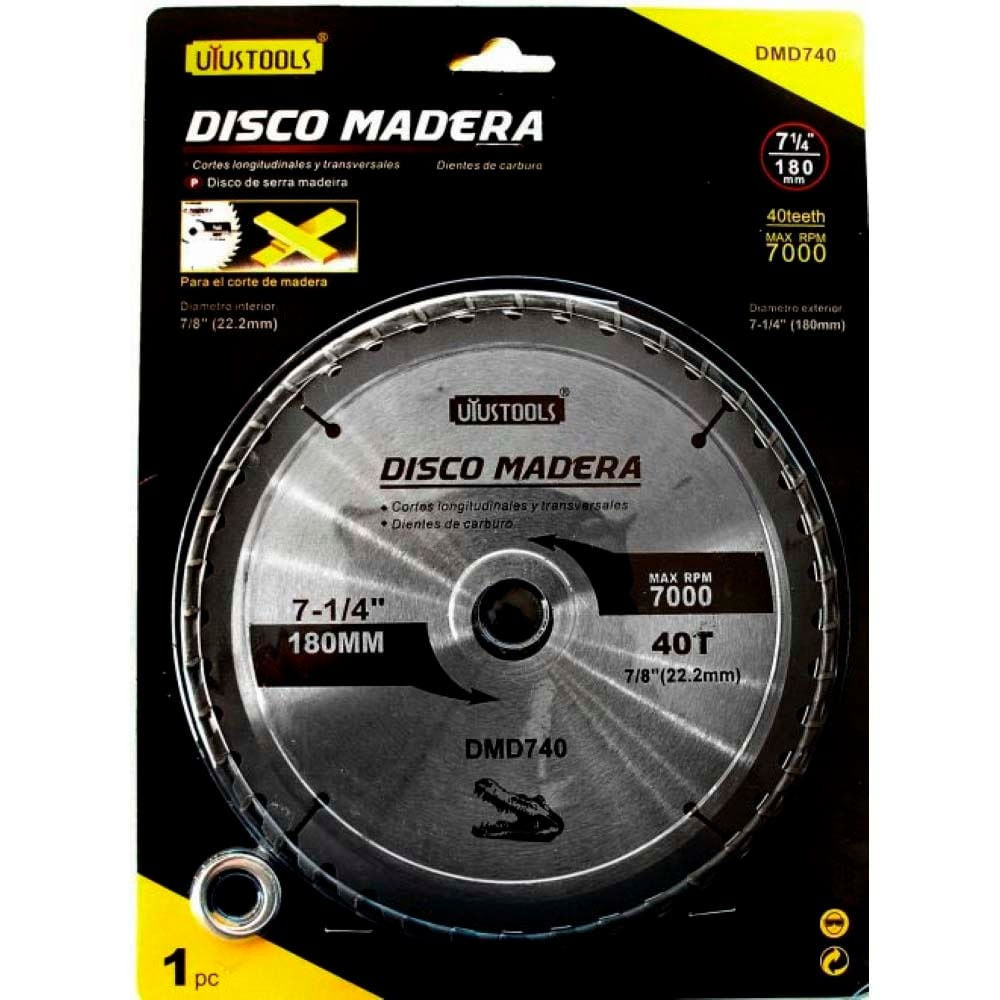 UYUSTOOLS®
DMD740
DISCO MADERA
Cortes longitudinales y transversales
Dientes de carburo
P Disco de serra madeira
7 1/4"
180
mm
40teeth
MAX RPM
7000
Para el corte de madera
Diametro interior
7/8" (22.2mm)
Diametro exterior
7-1/4" (180mm)
UYUSTOOLS®
DISCO MADERA
Cortes longitudinales y transversales
Dientes de carburo
MAX RPM
7000
7-1/4"
180MM
40T
7/8"(22.2mm)
DMD740
1 pc